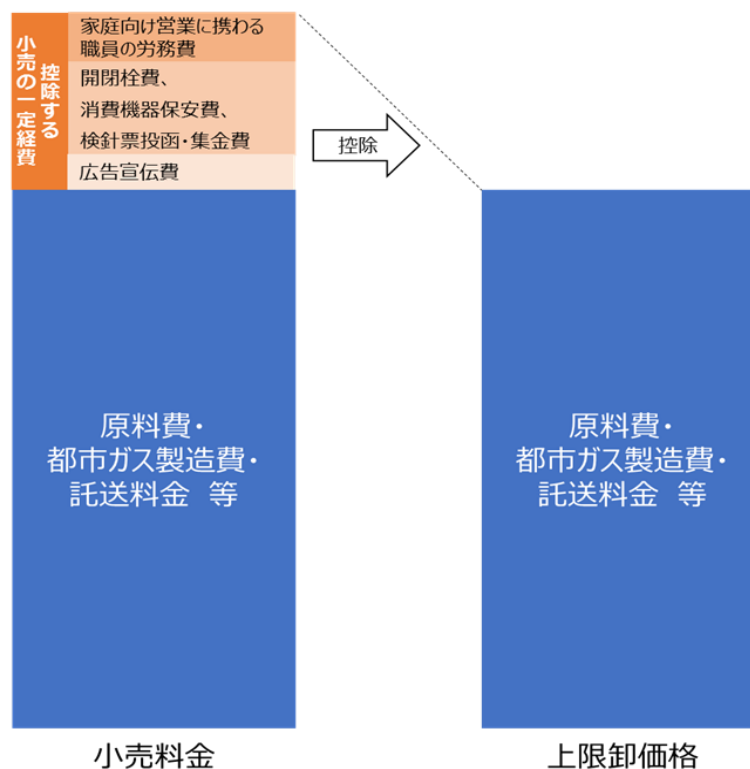 控除する
小売の一定経費
家庭向け営業に携わる
職員の労務費
開閉栓費、
消費機器保安費、
検針票投函・集金費
広告宣伝費
控除
原料費・
都市ガス製造費・
託送料金 等
原料費・
都市ガス製造費・
託送料金 等
小売料金
上限卸価格